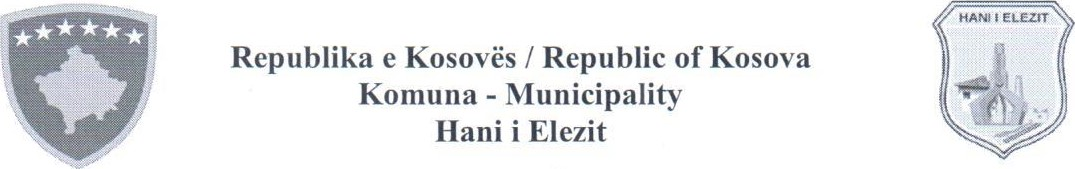 HANI I ELEZIT
Republika e Kosovës / Republic of Kosova
Komuna - Municipality
Hani i Elezit